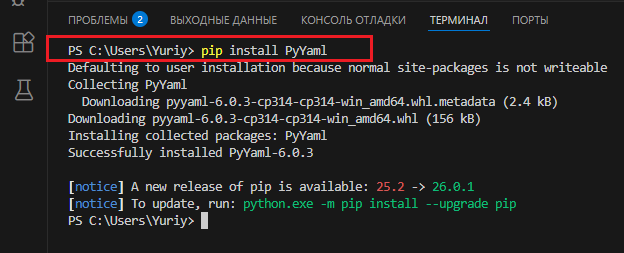 ПРОБЛЕМЫ 2 ВЫХОДНЫЕ ДАННЫЕ КОНСОЛЬ ОТЛАДКИ ТЕРМИНАЛ ПОРТЫ
PS C:\Users\Yuriy> pip install PyYaml
Defaulting to user installation because normal site-packages is not writeable
Collecting PyYaml
  Downloading pyyaml-6.0.3-cp314-cp314-win_amd64.whl.metadata (2.4 kB)
Downloading pyyaml-6.0.3-cp314-cp314-win_amd64.whl (156 kB)
Installing collected packages: PyYaml
Successfully installed PyYaml-6.0.3
[notice] A new release of pip is available: 25.2 -> 26.0.1
[notice] To update, run: python.exe -m pip install --upgrade pip
PS C:\Users\Yuriy>